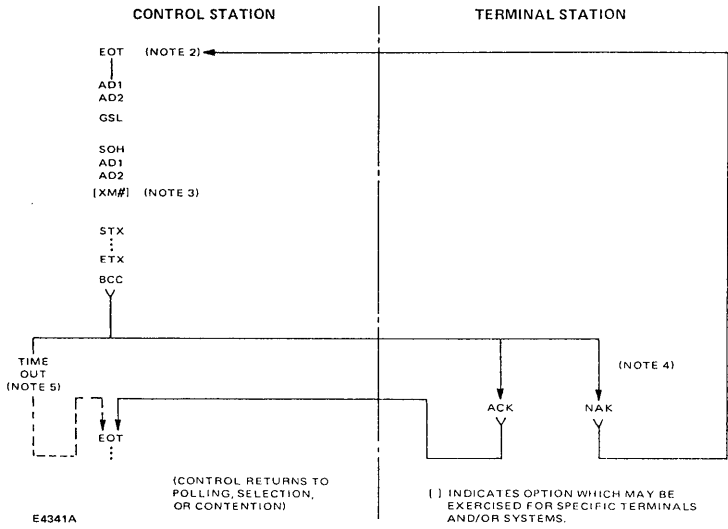 CONTROL STATION
TERMINAL STATION
EOT (NOTE 2)
AD1
AD2
GSL
SOH
AD1
AD2
[XM#] (NOTE 3)
STX
ETX
BCC
TIME
OUT
(NOTE 5)
(NOTE 4)
ACK
NAK
EOT
(CONTROL RETURNS TO
POLLING, SELECTION,
OR CONTENTION)
[ ] INDICATES OPTION WHICH MAY BE
EXERCISED FOR SPECIFIC TERMINALS
AND/OR SYSTEMS.
E4341A